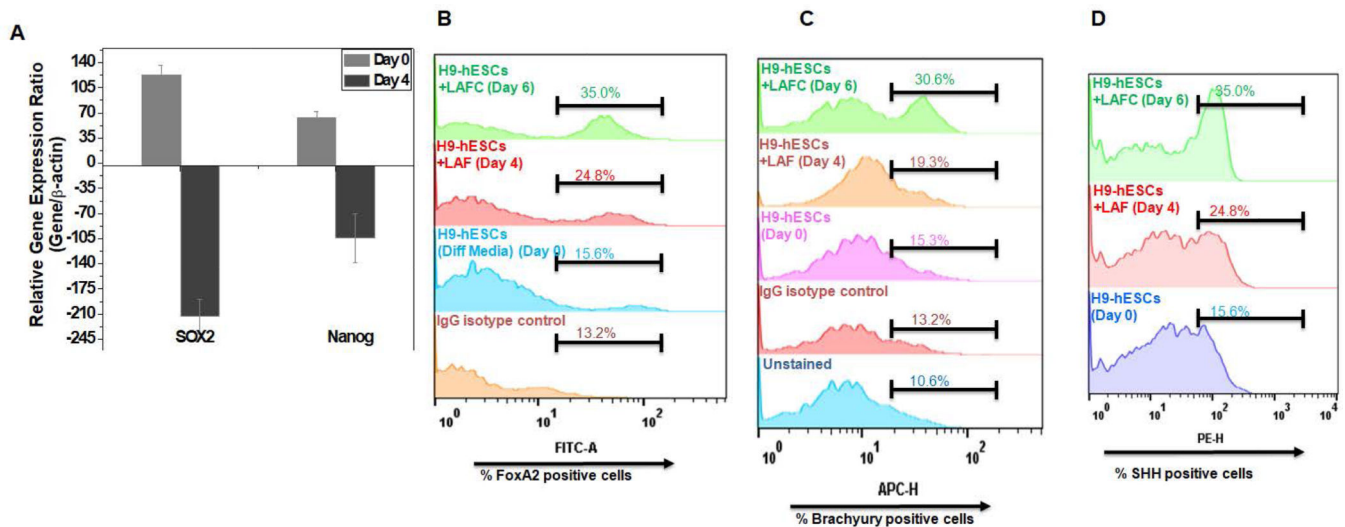 A
Relative Gene Expression Ratio
(Gene/β-actin)
140
105
70
35
0
-35
-70
-105
-140
-175
-210
-245
Day 0
Day 4
SOX2
Nanog
B
H9-hESCs
+LAFC (Day 6)
35.0%
H9-hESCs
+LAF (Day 4)
24.8%
H9-hESCs
(Diff Media) (Day 0)
15.6%
IgG isotype control
13.2%
10^0 10^1 10^2
FITC-A
% FoxA2 positive cells
C
H9-hESCs
+LAFC (Day 6)
30.6%
H9-hESCs
+LAF (Day 4)
19.3%
H9-hESCs
(Day 0)
15.3%
IgG isotype control
13.2%
Unstained
10.6%
10^0 10^1 10^2
APC-H
% Brachyury positive cells
D
H9-hESCs
+LAFC (Day 6)
35.0%
H9-hESCs
+LAF (Day 4)
24.8%
H9-hESCs
(Day 0)
15.6%
10^0 10^1 10^2 10^3 10^4
PE-H
% SHH positive cells